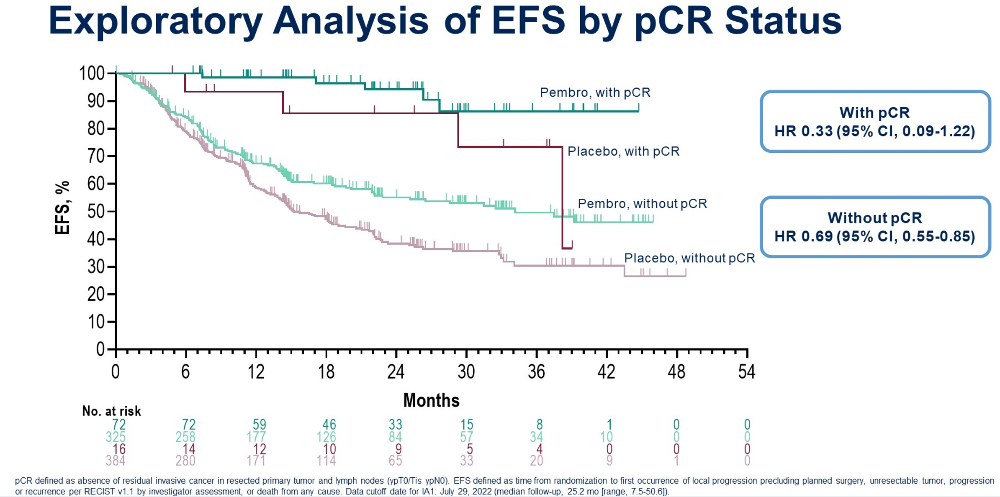 Exploratory Analysis of EFS by pCR Status
100
90
80
70
60
50
40
30
20
10
0
EFS, %
Pembro, with pCR
Placebo, with pCR
Pembro, without pCR
Placebo, without pCR
With pCR
HR 0.33 (95% CI, 0.09-1.22)
Without pCR
HR 0.69 (95% CI, 0.55-0.85)
0 6 12 18 24 30 36 42 48 54
Months
No. at risk
72 72 59 46 33 15 8 1 0 0
325 258 177 126 84 57 34 10 0 0
16 14 12 10 9 5 4 0 0 0
384 280 171 114 65 33 20 9 1 0
pCR defined as absence of residual invasive cancer in resected primary tumor and lymph nodes (ypT0/Tis ypN0). EFS defined as time from randomization to first occurrence of local progression precluding planned surgery, unresectable tumor, progression
or recurrence per RECIST v1.1 by investigator assessment, or death from any cause. Data cutoff date for IA1: July 29, 2022 (median follow-up, 25.2 mo [range, 7.5-50.6]).